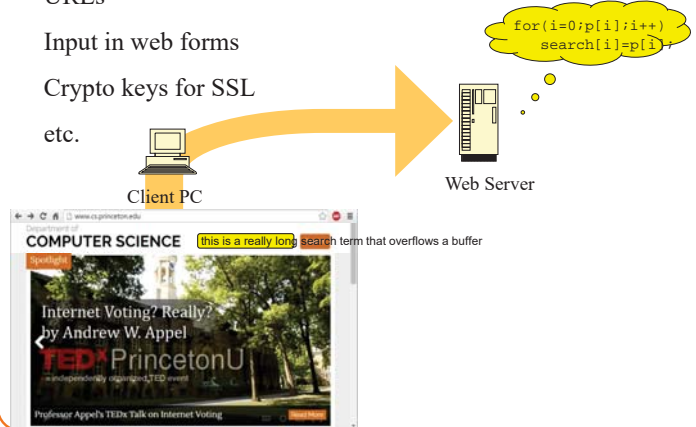 URLs
Input in web forms
for(i=0;p[i];i++)
search[i]=p[i];
Crypto keys for SSL
etc.
Client PC
Web Server
www.cs.princeton.edu
Department of
COMPUTER SCIENCE
this is a really long search term that overflows a buffer
Spotlight
Internet Voting? Really?
by Andrew W. Appel
TEDxPrincetonU
x=independently organized TED event
Professor Appel's TEDx Talk on Internet Voting
Read More